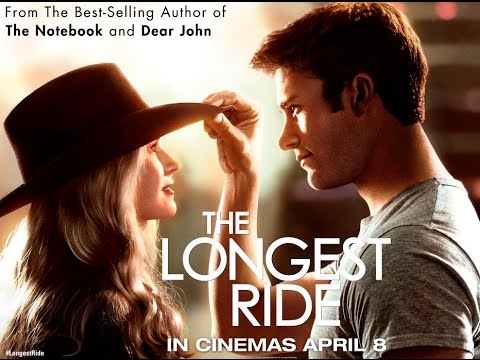 From The Best-Selling Author of
The Notebook and Dear John
THE
LONGEST
RIDE
IN CINEMAS APRIL 8
#LongestRide